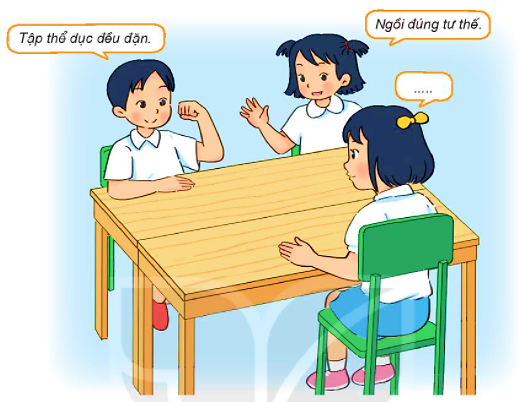 Tập thể dục đều đặn.
Ngồi đúng tư thế.
.....